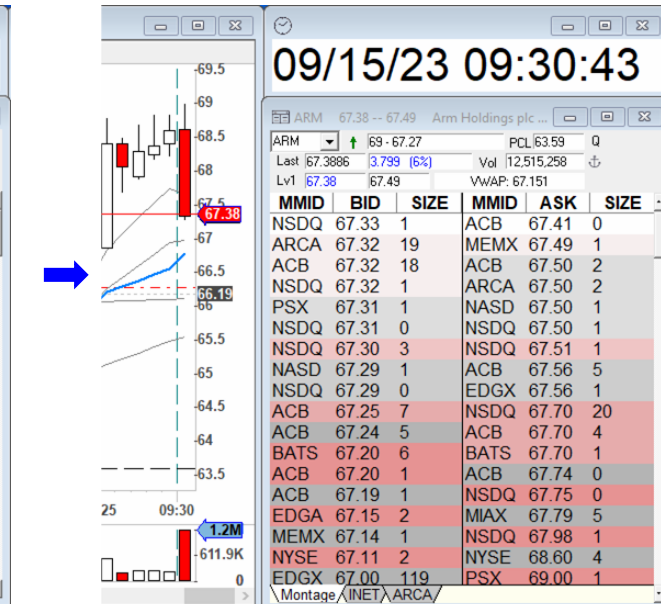 09/15/23 09:30:43
69.5
69
68.5
68
67.5
67.38
67
66.5
66.19
66
65.5
65
64.5
64
63.5
25 09:30
1.2M
611.9K
0
ARM 67.38 -- 67.49 Arm Holdings plc ...
ARM 69 - 67.27 PCL 63.59 Q
Last 67.3886 3.799 (6%) Vol 12,515,258
Lv1 67.38 67.49 VWAP: 67.151
MMID BID SIZE MMID ASK SIZE
NSDQ 67.33 1 ACB 67.41 0
ARCA 67.32 19 MEMX 67.49 1
ACB 67.32 18 ACB 67.50 2
NSDQ 67.32 1 ARCA 67.50 2
PSX 67.31 1 NASD 67.50 1
NSDQ 67.31 0 NSDQ 67.50 1
NSDQ 67.30 3 NSDQ 67.51 1
NASD 67.29 1 ACB 67.56 5
NSDQ 67.29 0 EDGX 67.56 1
ACB 67.25 7 NSDQ 67.70 20
ACB 67.24 5 ACB 67.70 4
BATS 67.20 6 BATS 67.70 1
ACB 67.20 1 ACB 67.74 0
ACB 67.19 1 NSDQ 67.75 0
EDGA 67.15 2 MIAX 67.79 5
MEMX 67.14 1 NSDQ 67.98 1
NYSE 67.11 2 NYSE 68.60 4
EDGX 67.00 119 PSX 69.00 1
Montage INET ARCA